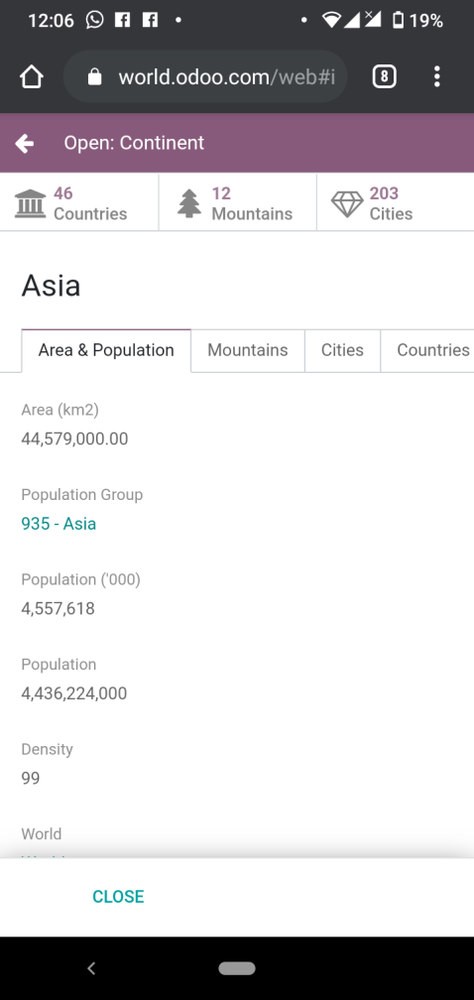 12:06
19%
world.odoo.com/web#i
8
Open: Continent
46
Countries
12
Mountains
203
Cities
Asia
Area & Population
Mountains
Cities
Countries
Area (km2)
44,579,000.00
Population Group
935 - Asia
Population ('000)
4,557,618
Population
4,436,224,000
Density
99
World
CLOSE